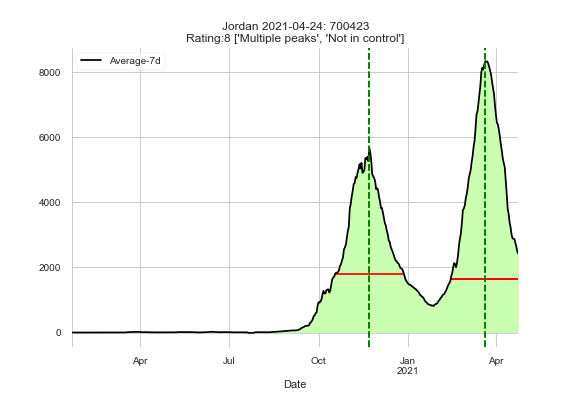 Jordan 2021-04-24: 700423
Rating:8 ['Multiple peaks', 'Not in control']
Average-7d
8000
6000
4000
2000
0
Apr
Jul
Oct
Jan
2021
Apr
Date